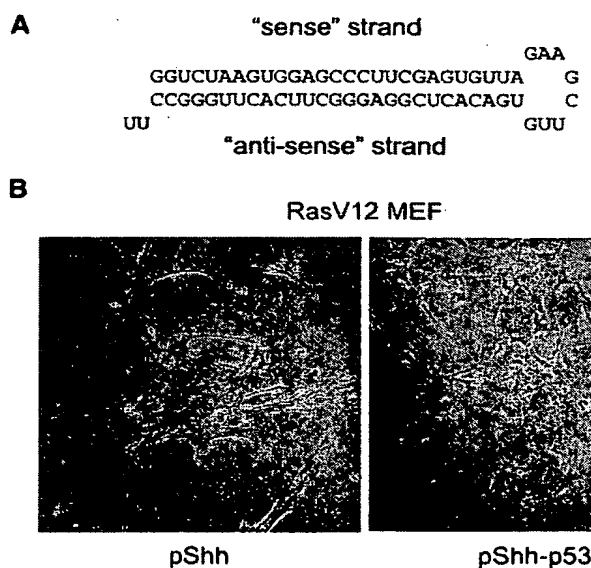 A
"sense" strand
GAA
GGUCUAAGUGGAGCCCUUCGAGUGUUA G
CCGGGUUCACUUCGGGAGGCUCACAGU C
UU GUU
"anti-sense" strand
B
RasV12 MEF
pShh
pShh-p53